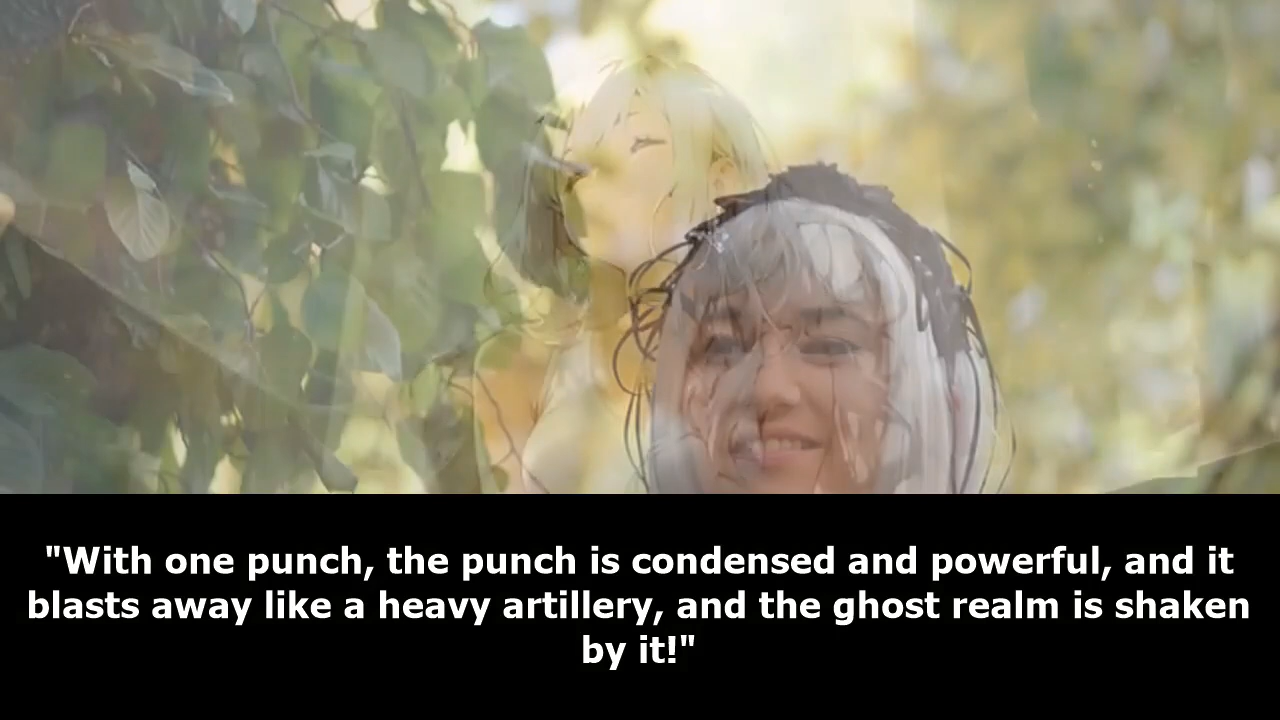 "With one punch, the punch is condensed and powerful, and it
blasts away like a heavy artillery, and the ghost realm is shaken
by it!"